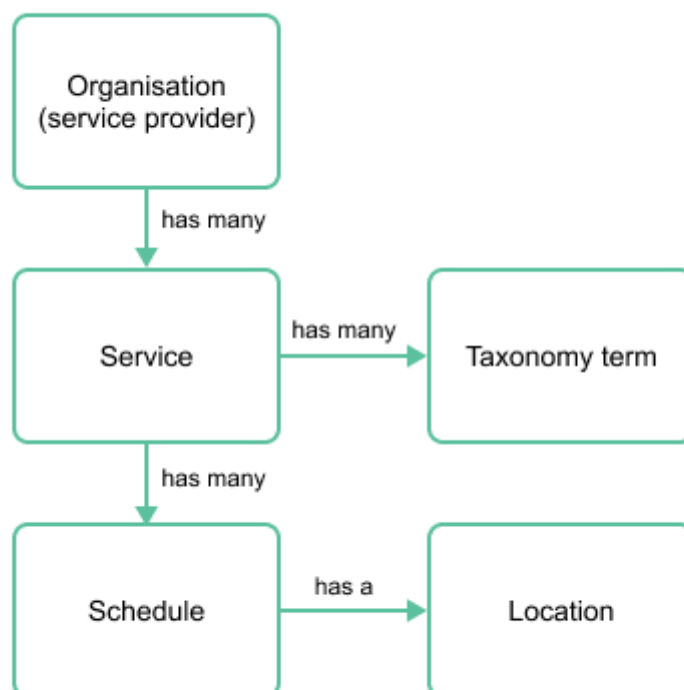 Organisation
(service provider)
has many
Service
has many
Taxonomy term
has many
Schedule
has a
Location